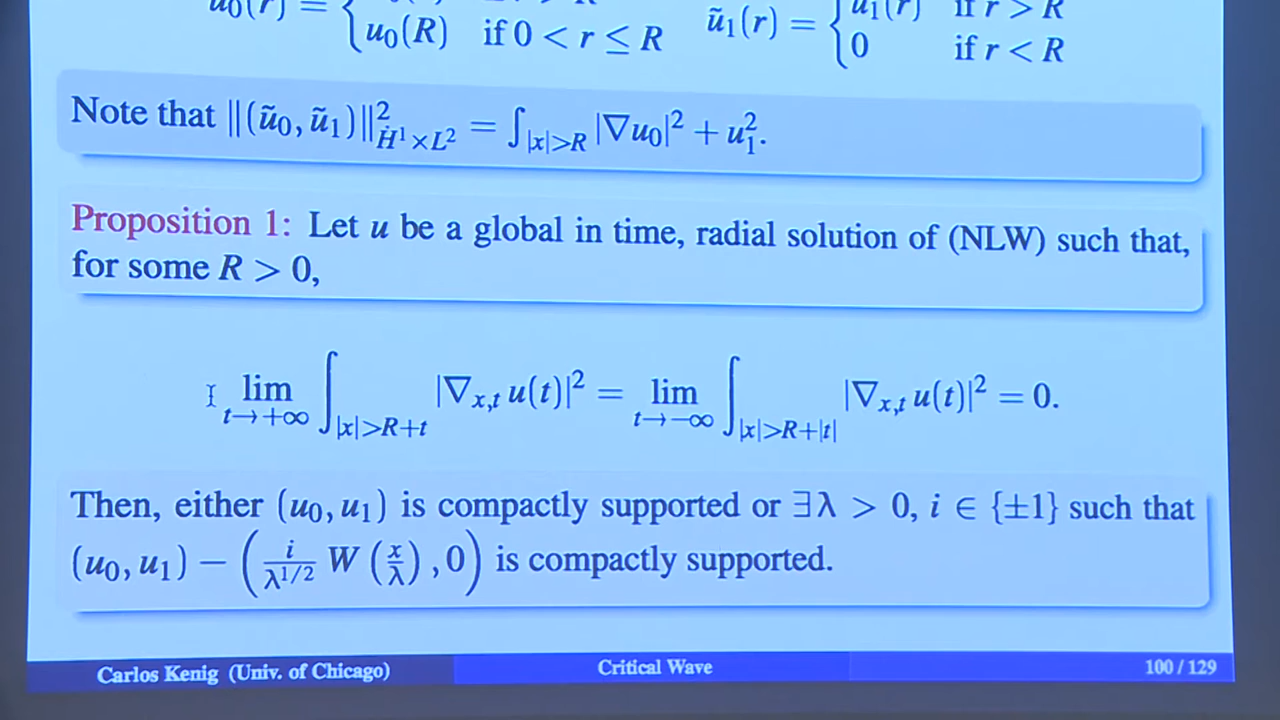 u₀(R) if 0 < r ≤ R ũ₁(r) = { u₁(r) if r > R
0 if r < R
Note that ‖(ũ₀, ũ₁)‖²_{Ḣ¹×L²} = ∫_{|x|>R} |∇u₀|² + u₁².
Proposition 1: Let u be a global in time, radial solution of (NLW) such that,
for some R > 0,
lim_{t→+∞} ∫_{|x|>R+t} |∇_{x,t} u(t)|² = lim_{t→−∞} ∫_{|x|>R+|t|} |∇_{x,t} u(t)|² = 0.
Then, either (u₀, u₁) is compactly supported or ∃λ > 0, i ∈ {±1} such that
(u₀, u₁) − (i/λ^{1/2} W (x/λ), 0) is compactly supported.
Carlos Kenig (Univ. of Chicago) Critical Wave 100 / 129